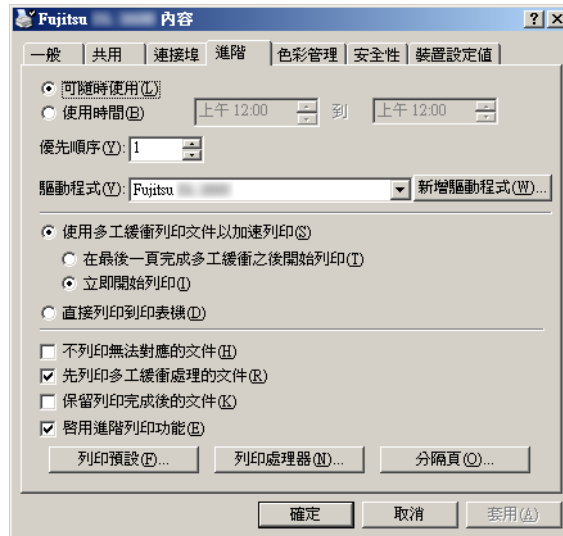 Fujitsu 內容
一般 共用 連接埠 進階 色彩管理 安全性 裝置設定值
可隨時使用(L)
使用時間(B) 上午 12:00 到 上午 12:00
優先順序(Y): 1
驅動程式(V): Fujitsu 新增驅動程式(W)...
使用多工緩衝列印文件以加速列印(S)
在最後一頁完成多工緩衝之後開始列印(T)
立即開始列印(I)
直接列印到印表機(D)
不列印無法對應的文件(H)
先列印多工緩衝處理的文件(R)
保留列印完成後的文件(K)
啓用進階列印功能(E)
列印預設(F)... 列印處理器(N)... 分隔頁(O)...
確定 取消 套用(A)